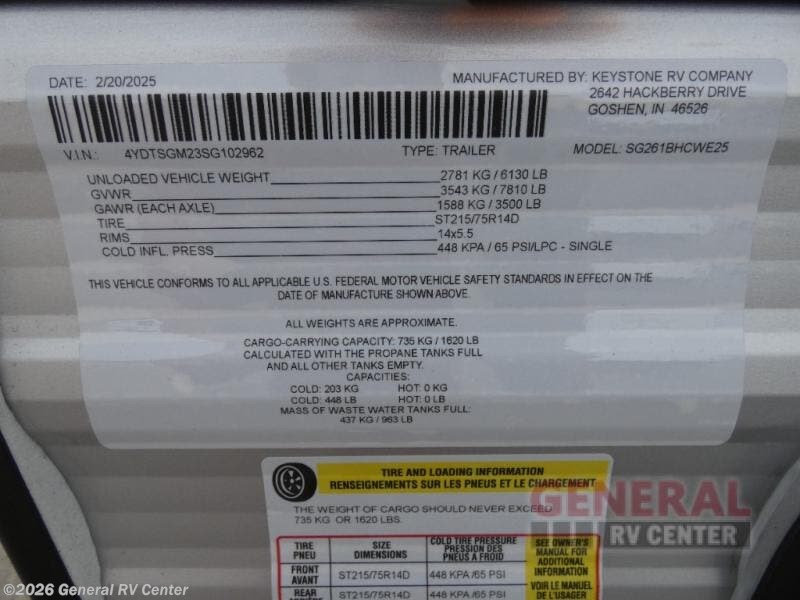 DATE: 2/20/2025
MANUFACTURED BY: KEYSTONE RV COMPANY
2642 HACKBERRY DRIVE
GOSHEN, IN 46526
V.I.N.: 4YDTSGM23SG102962 TYPE: TRAILER MODEL: SG261BHCWE25
UNLOADED VEHICLE WEIGHT 2781 KG / 6130 LB
GVWR 3543 KG / 7810 LB
GAWR (EACH AXLE) 1588 KG / 3500 LB
TIRE ST215/75R14D
RIMS 14x5.5
COLD INFL. PRESS 448 KPA / 65 PSI/LPC - SINGLE
THIS VEHICLE CONFORMS TO ALL APPLICABLE U.S. FEDERAL MOTOR VEHICLE SAFETY STANDARDS IN EFFECT ON THE
DATE OF MANUFACTURE SHOWN ABOVE.
ALL WEIGHTS ARE APPROXIMATE.
CARGO-CARRYING CAPACITY: 735 KG / 1620 LB
CALCULATED WITH THE PROPANE TANKS FULL
AND ALL OTHER TANKS EMPTY.
CAPACITIES:
COLD: 203 KG HOT: 0 KG
COLD: 448 LB HOT: 0 LB
MASS OF WASTE WATER TANKS FULL:
437 KG / 963 LB
TIRE AND LOADING INFORMATION
RENSEIGNEMENTS SUR LES PNEUS ET LE CHARGEMENT
THE WEIGHT OF CARGO SHOULD NEVER EXCEED
735 KG OR 1620 LBS.
TIRE
PNEU
SIZE
DIMENSIONS
COLD TIRE PRESSURE
PRESSION DES
PNEUS A FROID
SEE OWNER'S
MANUAL FOR
ADDITIONAL
INFORMATION
VOIR LE MANUEL
DE L'USAGER
FRONT
AVANT
ST215/75R14D
448 KPA /65 PSI
REAR
ST215/75R14D
448 KPA /65 PSI
GENERAL
RV CENTER
©2026 General RV Center